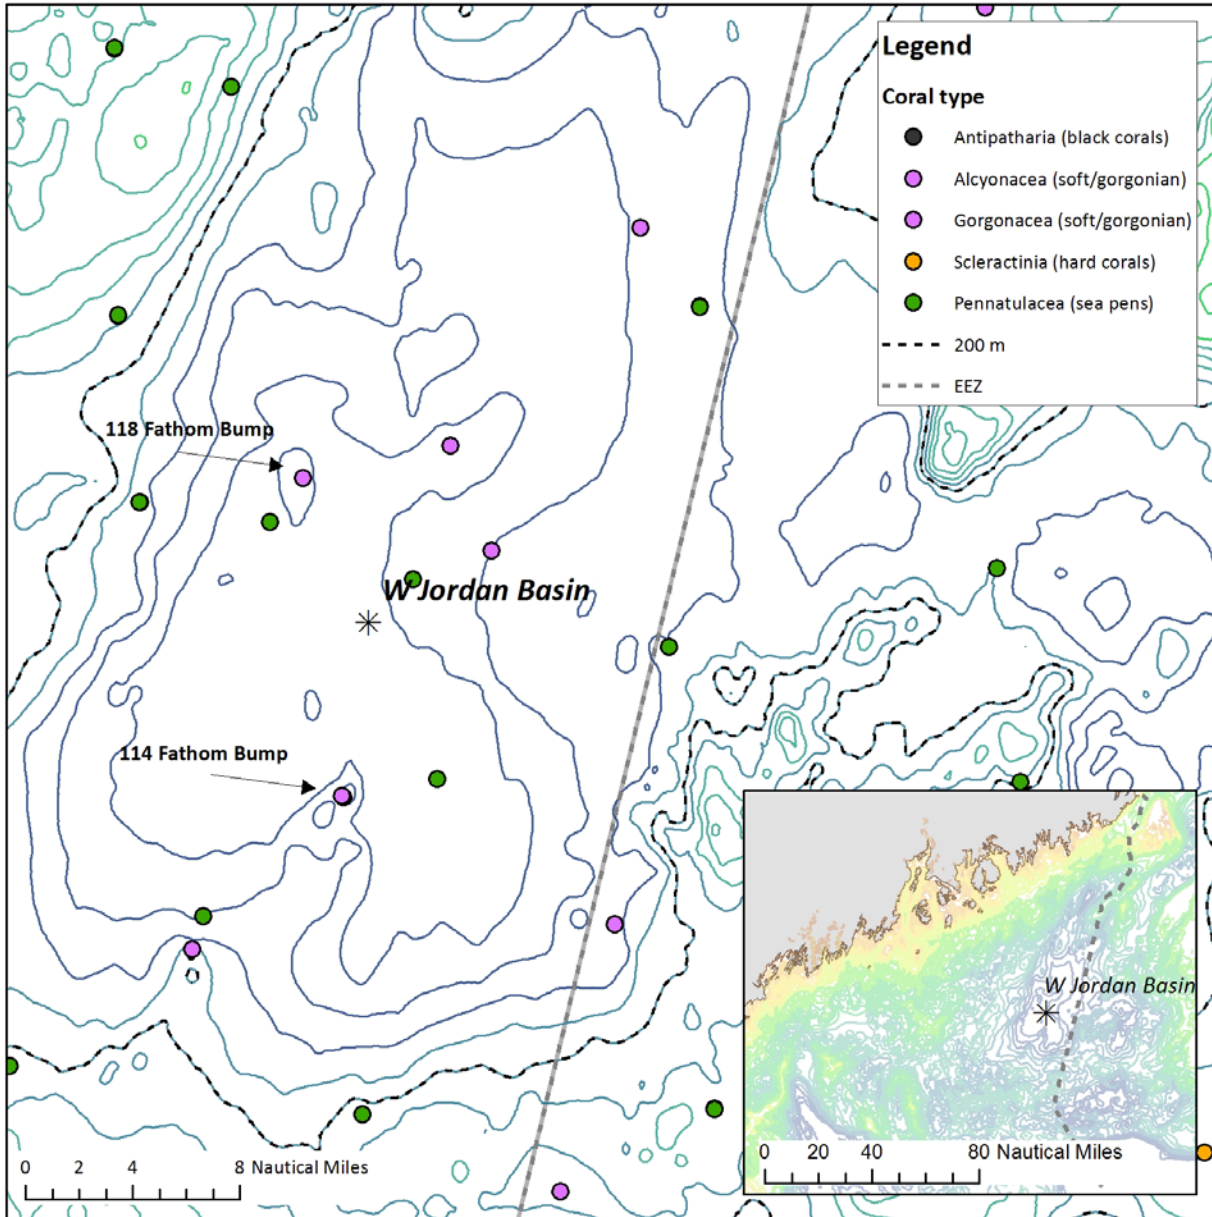 Legend
Coral type
Antipatharia (black corals)
Alcyonacea (soft/gorgonian)
Gorgonacea (soft/gorgonian)
Scleractinia (hard corals)
Pennatulacea (sea pens)
200 m
EEZ
118 Fathom Bump
W Jordan Basin
114 Fathom Bump
W Jordan Basin
0 20 40 80 Nautical Miles
0 2 4 8 Nautical Miles